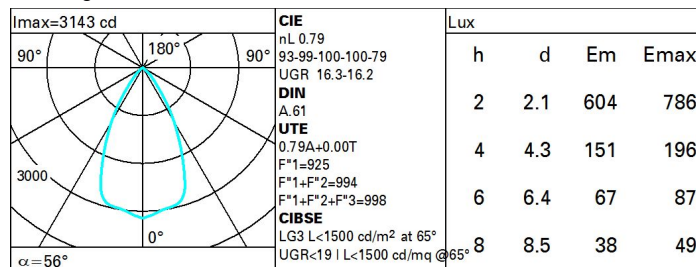 Imax=3143 cd
90°
180°
90°
3000
0°
α=56°
CIE
nL 0.79
93-99-100-100-79
UGR 16.3-16.2
DIN
A.61
UTE
0.79A+0.00T
F"1=925
F"1+F"2=994
F"1+F"2+F"3=998
CIBSE
LG3 L<1500 cd/m² at 65°
UGR<19 | L<1500 cd/mq @65°
Lux
h d Em Emax
2 2.1 604 786
4 4.3 151 196
6 6.4 67 87
8 8.5 38 49